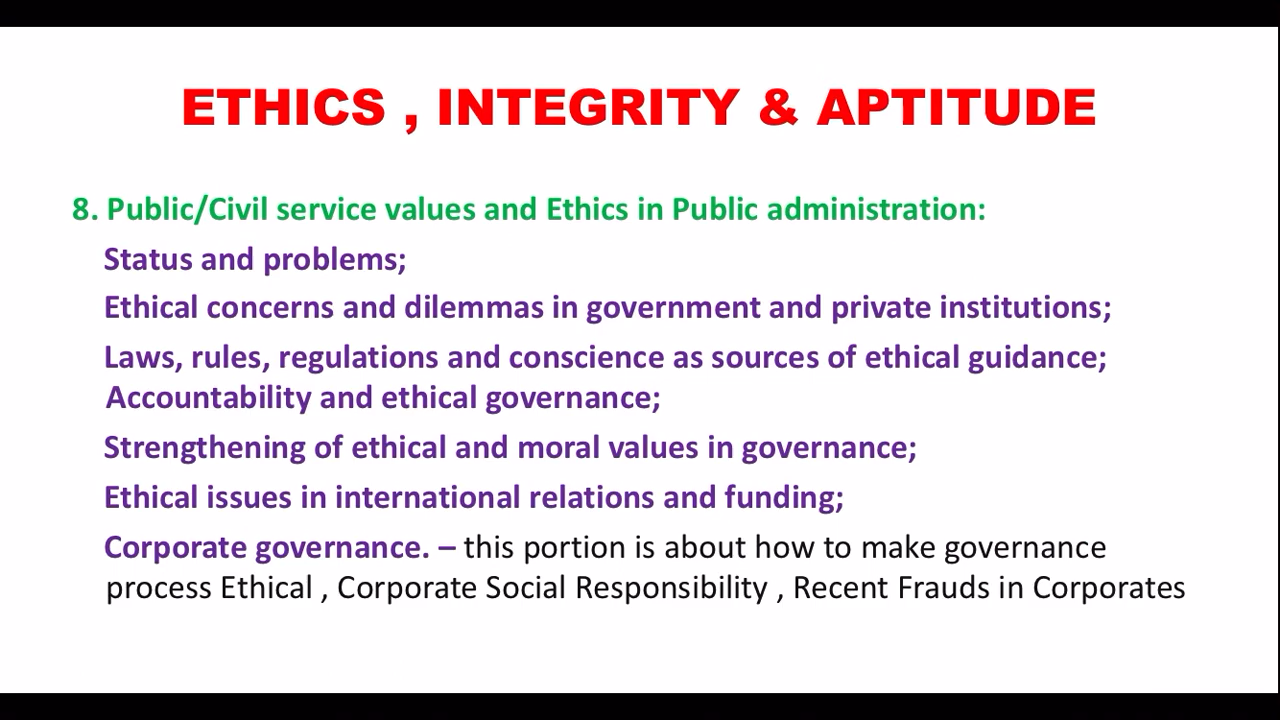 ETHICS , INTEGRITY & APTITUDE
8. Public/Civil service values and Ethics in Public administration:
Status and problems;
Ethical concerns and dilemmas in government and private institutions;
Laws, rules, regulations and conscience as sources of ethical guidance;
Accountability and ethical governance;
Strengthening of ethical and moral values in governance;
Ethical issues in international relations and funding;
Corporate governance. – this portion is about how to make governance
process Ethical , Corporate Social Responsibility , Recent Frauds in Corporates